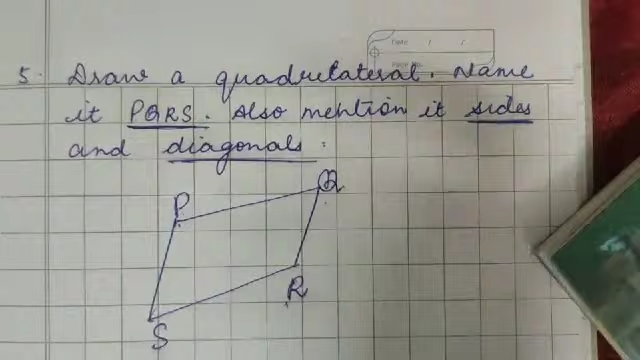 5. Draw a quadrilateral. Name
it PQRS. Also mention it sides
and diagonals.
P
Q
R
S